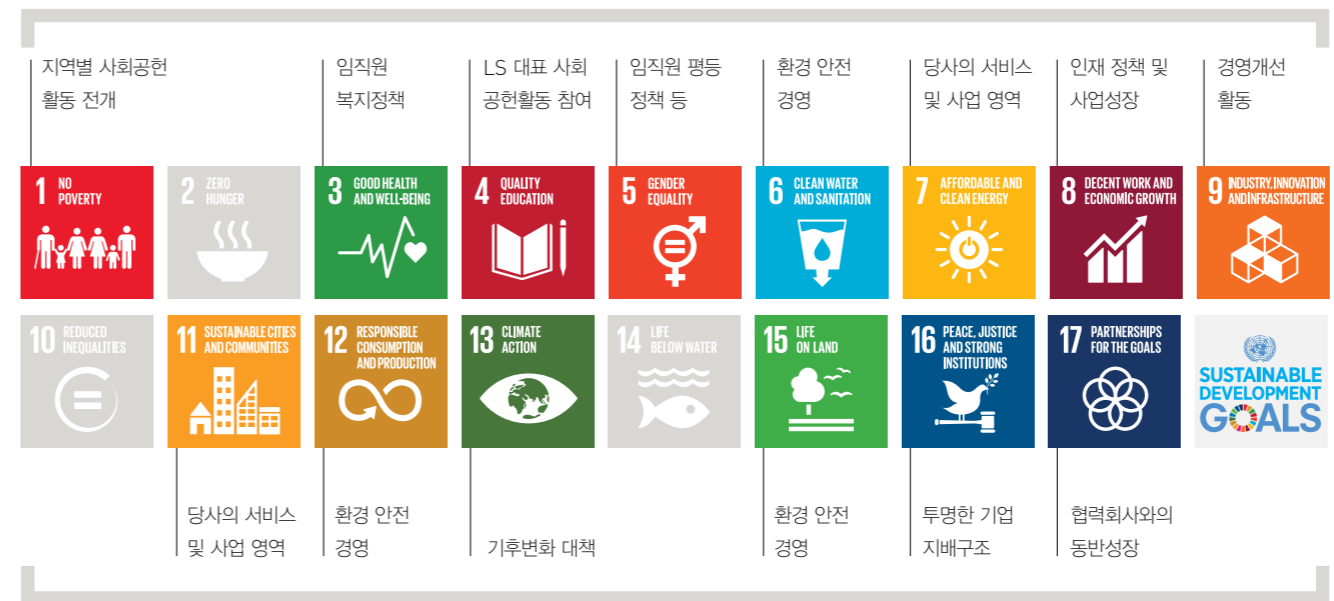 지역별 사회공헌
활동 전개
임직원
복지정책
LS 대표 사회
공헌활동 참여
임직원 평등
정책 등
환경 안전
경영
당사의 서비스
및 사업 영역
인재 정책 및
사업성장
경영개선
활동
1 NO
POVERTY
2 ZERO
HUNGER
3 GOOD HEALTH
AND WELL-BEING
4 QUALITY
EDUCATION
5 GENDER
EQUALITY
6 CLEAN WATER
AND SANITATION
7 AFFORDABLE AND
CLEAN ENERGY
8 DECENT WORK AND
ECONOMIC GROWTH
9 INDUSTRY, INNOVATION
AND INFRASTRUCTURE
10 REDUCED
INEQUALITIES
11 SUSTAINABLE CITIES
AND COMMUNITIES
12 RESPONSIBLE
CONSUMPTION
AND PRODUCTION
13 CLIMATE
ACTION
14 LIFE
BELOW WATER
15 LIFE
ON LAND
16 PEACE, JUSTICE
AND STRONG
INSTITUTIONS
17 PARTNERSHIPS
FOR THE GOALS
SUSTAINABLE
DEVELOPMENT
GOALS
당사의 서비스
및 사업 영역
환경 안전
경영
기후변화 대책
환경 안전
경영
투명한 기업
지배구조
협력회사와의
동반성장